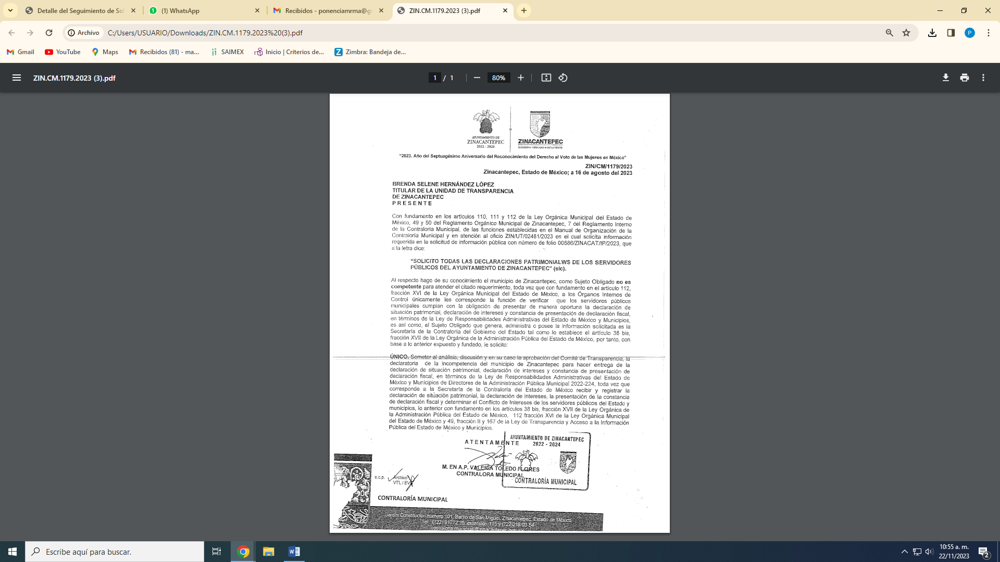 Detalle del Seguimiento de Sol
(1) WhatsApp
Recibidos - ponenciamrma@g
ZIN.CM.1179.2023 (3).pdf
Archivo
C:/Users/USUARIO/Downloads/ZIN.CM.1179.2023%20(3).pdf
P
Gmail
YouTube
Maps
Recibidos (81) - ma...
SAIMEX
Inicio | Criterios de...
Zimbra: Bandeja de...
ZIN.CM.1179.2023 (3).pdf
1 / 1
80%
AYUNTAMIENTO DE
ZINACANTEPEC
2022 - 2024
ZINACANTEPEC
GOBIERNO CERCANO e INCLUYENTE
"2023. Año del Septuagésimo Aniversario del Reconocimiento del Derecho al Voto de las Mujeres en México"
ZIN/CM/1179/2023
Zinacantepec, Estado de México; a 16 de agosto del 2023
BRENDA SELENE HERNÁNDEZ LÓPEZ
TITULAR DE LA UNIDAD DE TRANSPARENCIA
DE ZINACANTEPEC
P R E S E N T E
Con fundamento en los artículos 110, 111 y 112 de la Ley Orgánica Municipal del Estado de
México, 49 y 50 del Reglamento Orgánico Municipal de Zinacantepec, 7 del Reglamento Interno
de la Contraloría Municipal, de las funciones establecidas en el Manual de Organización de la
Contraloría Municipal y en atención al oficio ZIN/UT/02481/2023 en el cual solicita información
requerida en la solicitud de información pública con número de folio 00586/ZINACAT/IP/2023, que
a la letra dice:
"SOLICITO TODAS LAS DECLARACIONES PATRIMONIALWS DE LOS SERVIDORES
PÚBLICOS DEL AYUNTAMIENTO DE ZINACANTEPEC" (sic).
Al respecto hago de su conocimiento el municipio de Zinacantepec, como Sujeto Obligado no es
competente para atender el citado requerimiento, toda vez que con fundamento en el artículo 112,
fracción XVI de la Ley Orgánica Municipal del Estado de México, a los Órganos Internos de
Control únicamente les corresponde la función de verificar que los servidores públicos
municipales cumplan con la obligación de presentar de manera oportuna la declaración de
situación patrimonial, declaración de intereses y constancia de presentación de declaración fiscal,
en términos de la Ley de Responsabilidades Administrativas del Estado de México y Municipios,
es así como, el Sujeto Obligado que genera, administra o posee la información solicitada es la
Secretaría de la Contraloría del Gobierno del Estado tal como lo establece el artículo 38 bis,
fracción XVII de la Ley Orgánica de la Administración Pública del Estado de México, por tanto, con
base a lo anterior expuesto y fundado, le solicito:
ÚNICO. Someter al análisis, discusión y en su caso la aprobación del Comité de Transparencia, la
declaratoria de la incompetencia del municipio de Zinacantepec para hacer entrega de la
declaración de situación patrimonial, declaración de intereses y constancia de presentación de
declaración fiscal, en términos de la Ley de Responsabilidades Administrativas del Estado de
México y Municipios de Directores de la Administración Pública Municipal 2022-224, toda vez que
corresponde a la Secretaría de la Contraloría del Estado de México recibir y registrar la
declaración de situación patrimonial, la declaración de intereses, la presentación de la constancia
de declaración fiscal y determinar el Conflicto de Intereses de los servidores públicos del Estado y
municipios, lo anterior con fundamento en los artículos 38 bis, fracción XVII de la Ley Orgánica de
la Administración Pública del Estado de México, 112 fracción XVI de la Ley Orgánica Municipal
del Estado de México y 49, fracción II y 167 de la Ley de Transparencia y Acceso a la Información
Pública del Estado de México y Municipios.
A T E N T A M E N T E
AYUNTAMIENTO DE ZINACANTEPEC
2022 - 2024
M. EN A.P. VALERIA TOLEDO FLORES
CONTRALORA MUNICIPAL
CONTRALORÍA MUNICIPAL
c.c.p. Archivo
VTL / EV
CONTRALORÍA MUNICIPAL
Jardín Constitución número 101, Barrio de San Miguel, Zinacantepec, Estado de México
Tel. (722) 91772 35, extensión 115 y (722)218 03 54
contraloria.municipal@zinacantepec.gob.mx
Escribe aquí para buscar.
10:55 a. m.
22/11/2023
2